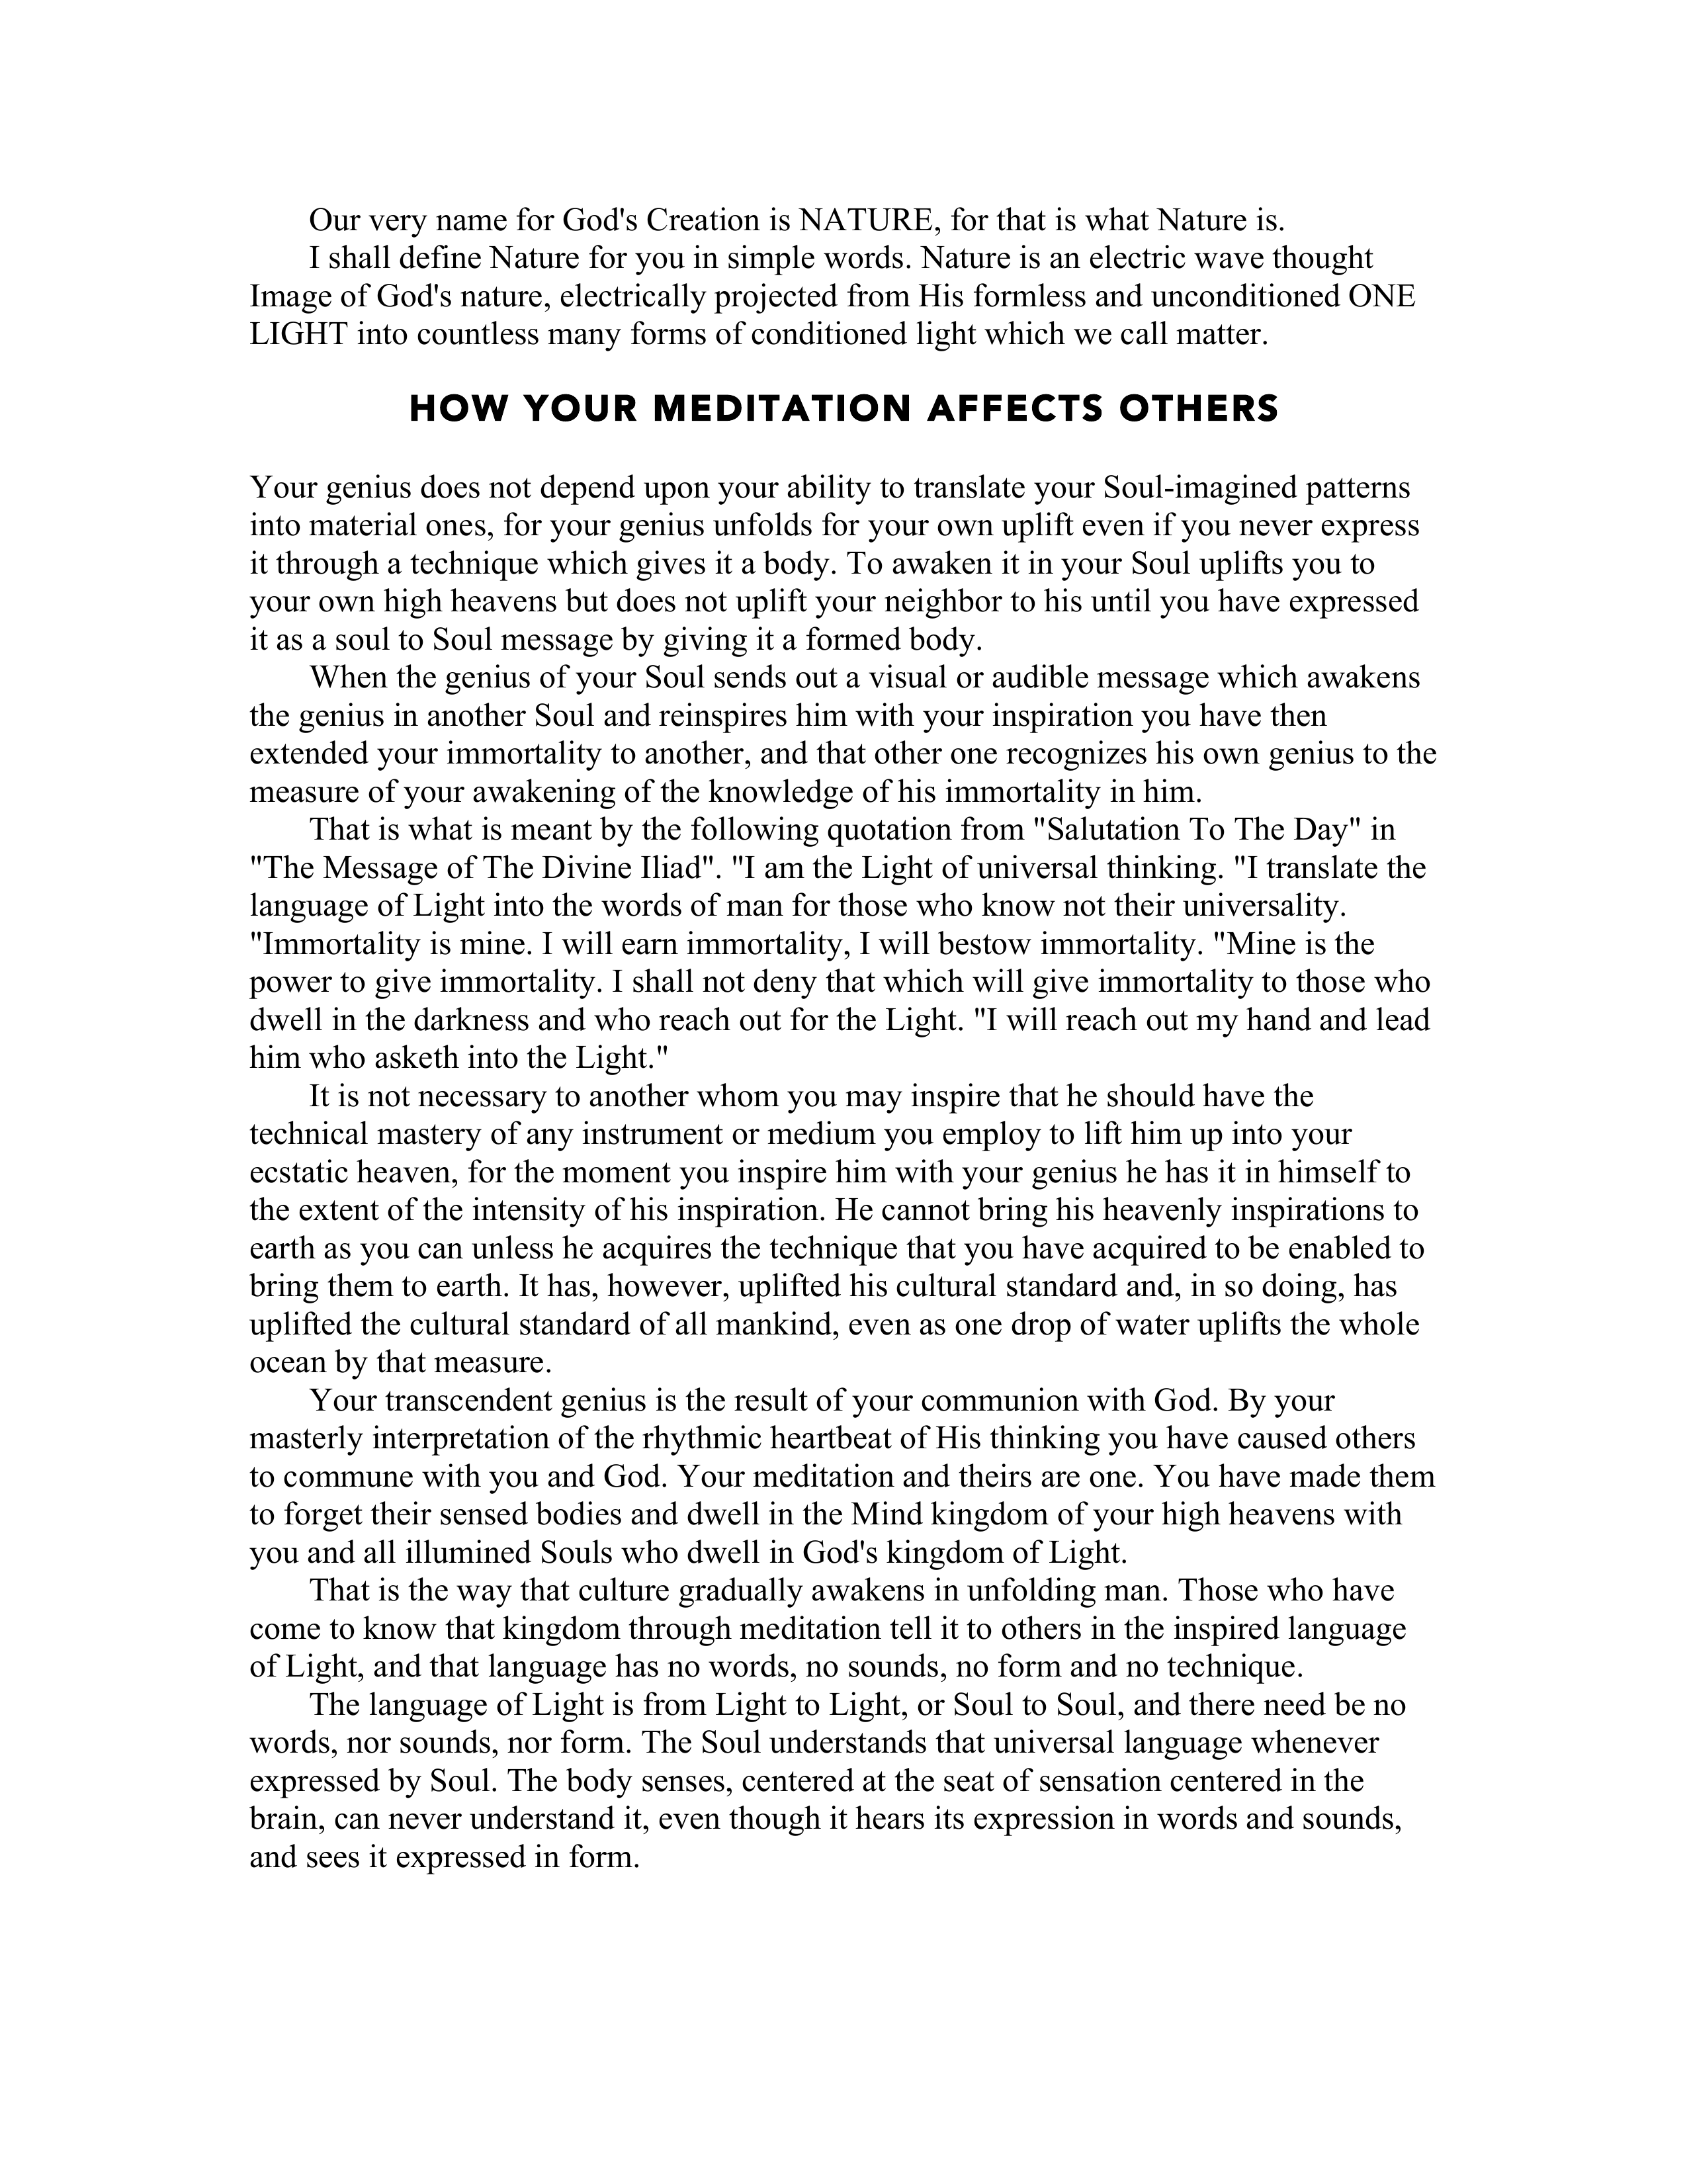 Our very name for God's Creation is NATURE, for that is what Nature is.
I shall define Nature for you in simple words. Nature is an electric wave thought
Image of God's nature, electrically projected from His formless and unconditioned ONE
LIGHT into countless many forms of conditioned light which we call matter.
HOW YOUR MEDITATION AFFECTS OTHERS
Your genius does not depend upon your ability to translate your Soul-imagined patterns
into material ones, for your genius unfolds for your own uplift even if you never express
it through a technique which gives it a body. To awaken it in your Soul uplifts you to
your own high heavens but does not uplift your neighbor to his until you have expressed
it as a soul to Soul message by giving it a formed body.
When the genius of your Soul sends out a visual or audible message which awakens
the genius in another Soul and reinspires him with your inspiration you have then
extended your immortality to another, and that other one recognizes his own genius to the
measure of your awakening of the knowledge of his immortality in him.
That is what is meant by the following quotation from "Salutation To The Day" in
"The Message of The Divine Iliad". "I am the Light of universal thinking. "I translate the
language of Light into the words of man for those who know not their universality.
"Immortality is mine. I will earn immortality, I will bestow immortality. "Mine is the
power to give immortality. I shall not deny that which will give immortality to those who
dwell in the darkness and who reach out for the Light. "I will reach out my hand and lead
him who asketh into the Light."
It is not necessary to another whom you may inspire that he should have the
technical mastery of any instrument or medium you employ to lift him up into your
ecstatic heaven, for the moment you inspire him with your genius he has it in himself to
the extent of the intensity of his inspiration. He cannot bring his heavenly inspirations to
earth as you can unless he acquires the technique that you have acquired to be enabled to
bring them to earth. It has, however, uplifted his cultural standard and, in so doing, has
uplifted the cultural standard of all mankind, even as one drop of water uplifts the whole
ocean by that measure.
Your transcendent genius is the result of your communion with God. By your
masterly interpretation of the rhythmic heartbeat of His thinking you have caused others
to commune with you and God. Your meditation and theirs are one. You have made them
to forget their sensed bodies and dwell in the Mind kingdom of your high heavens with
you and all illumined Souls who dwell in God's kingdom of Light.
That is the way that culture gradually awakens in unfolding man. Those who have
come to know that kingdom through meditation tell it to others in the inspired language
of Light, and that language has no words, no sounds, no form and no technique.
The language of Light is from Light to Light, or Soul to Soul, and there need be no
words, nor sounds, nor form. The Soul understands that universal language whenever
expressed by Soul. The body senses, centered at the seat of sensation centered in the
brain, can never understand it, even though it hears its expression in words and sounds,
and sees it expressed in form.